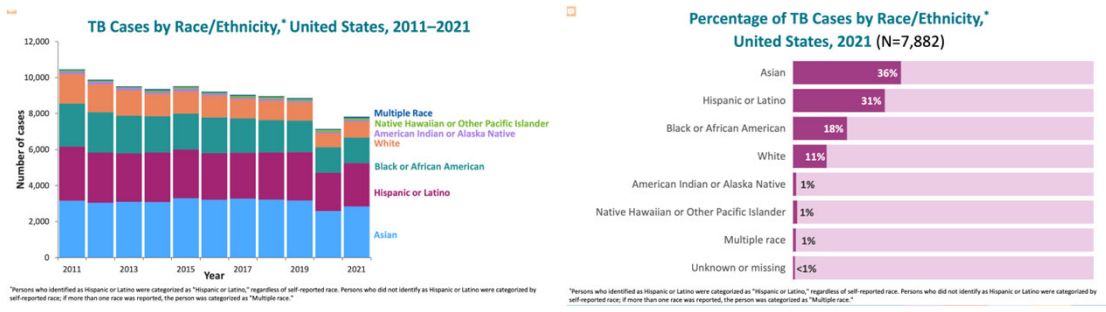 TB Cases by Race/Ethnicity,* United States, 2011–2021
12,000
10,000
8,000
6,000
4,000
2,000
0
Number of cases
2011
2013
2015
2017
2019
2021
Year
Multiple Race
Native Hawaiian or Other Pacific Islander
American Indian or Alaska Native
White
Black or African American
Hispanic or Latino
Asian
*Persons who identified as Hispanic or Latino were categorized as "Hispanic or Latino," regardless of self-reported race. Persons who did not identify as Hispanic or Latino were categorized by
self-reported race; if more than one race was reported, the person was categorized as "Multiple race."
Percentage of TB Cases by Race/Ethnicity,*
United States, 2021 (N=7,882)
Asian 36%
Hispanic or Latino 31%
Black or African American 18%
White 11%
American Indian or Alaska Native 1%
Native Hawaiian or Other Pacific Islander 1%
Multiple race 1%
Unknown or missing <1%
*Persons who identified as Hispanic or Latino were categorized as "Hispanic or Latino," regardless of self-reported race. Persons who did not identify as Hispanic or Latino were categorized by
self-reported race; if more than one race was reported, the person was categorized as "Multiple race."